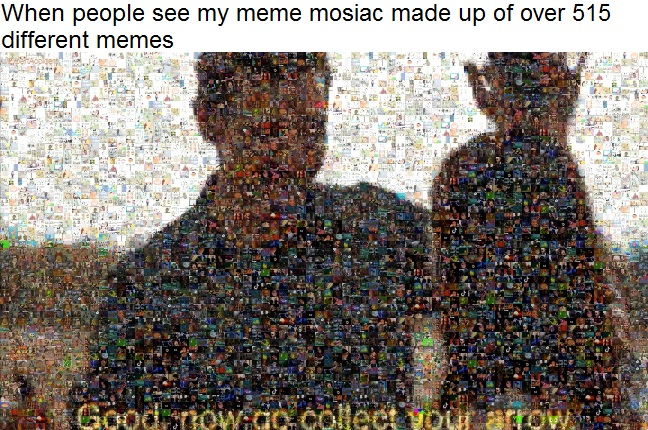 When people see my meme mosiac made up of over 515
different memes
Good, now go collect your arrow.